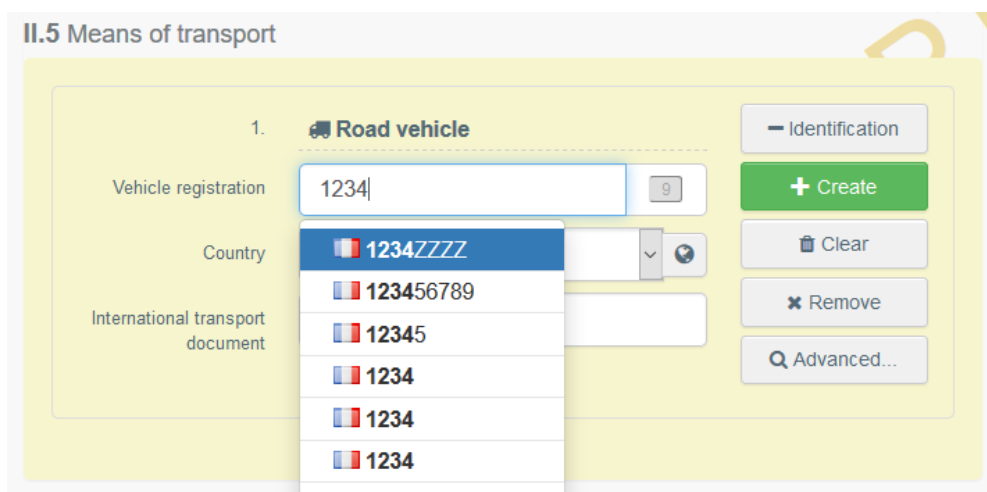 II.5 Means of transport
1.
Road vehicle
Identification
Vehicle registration
1234
9
Create
Country
1234ZZZZ
Clear
123456789
International transport
document
Remove
12345
Advanced...
1234
1234
1234